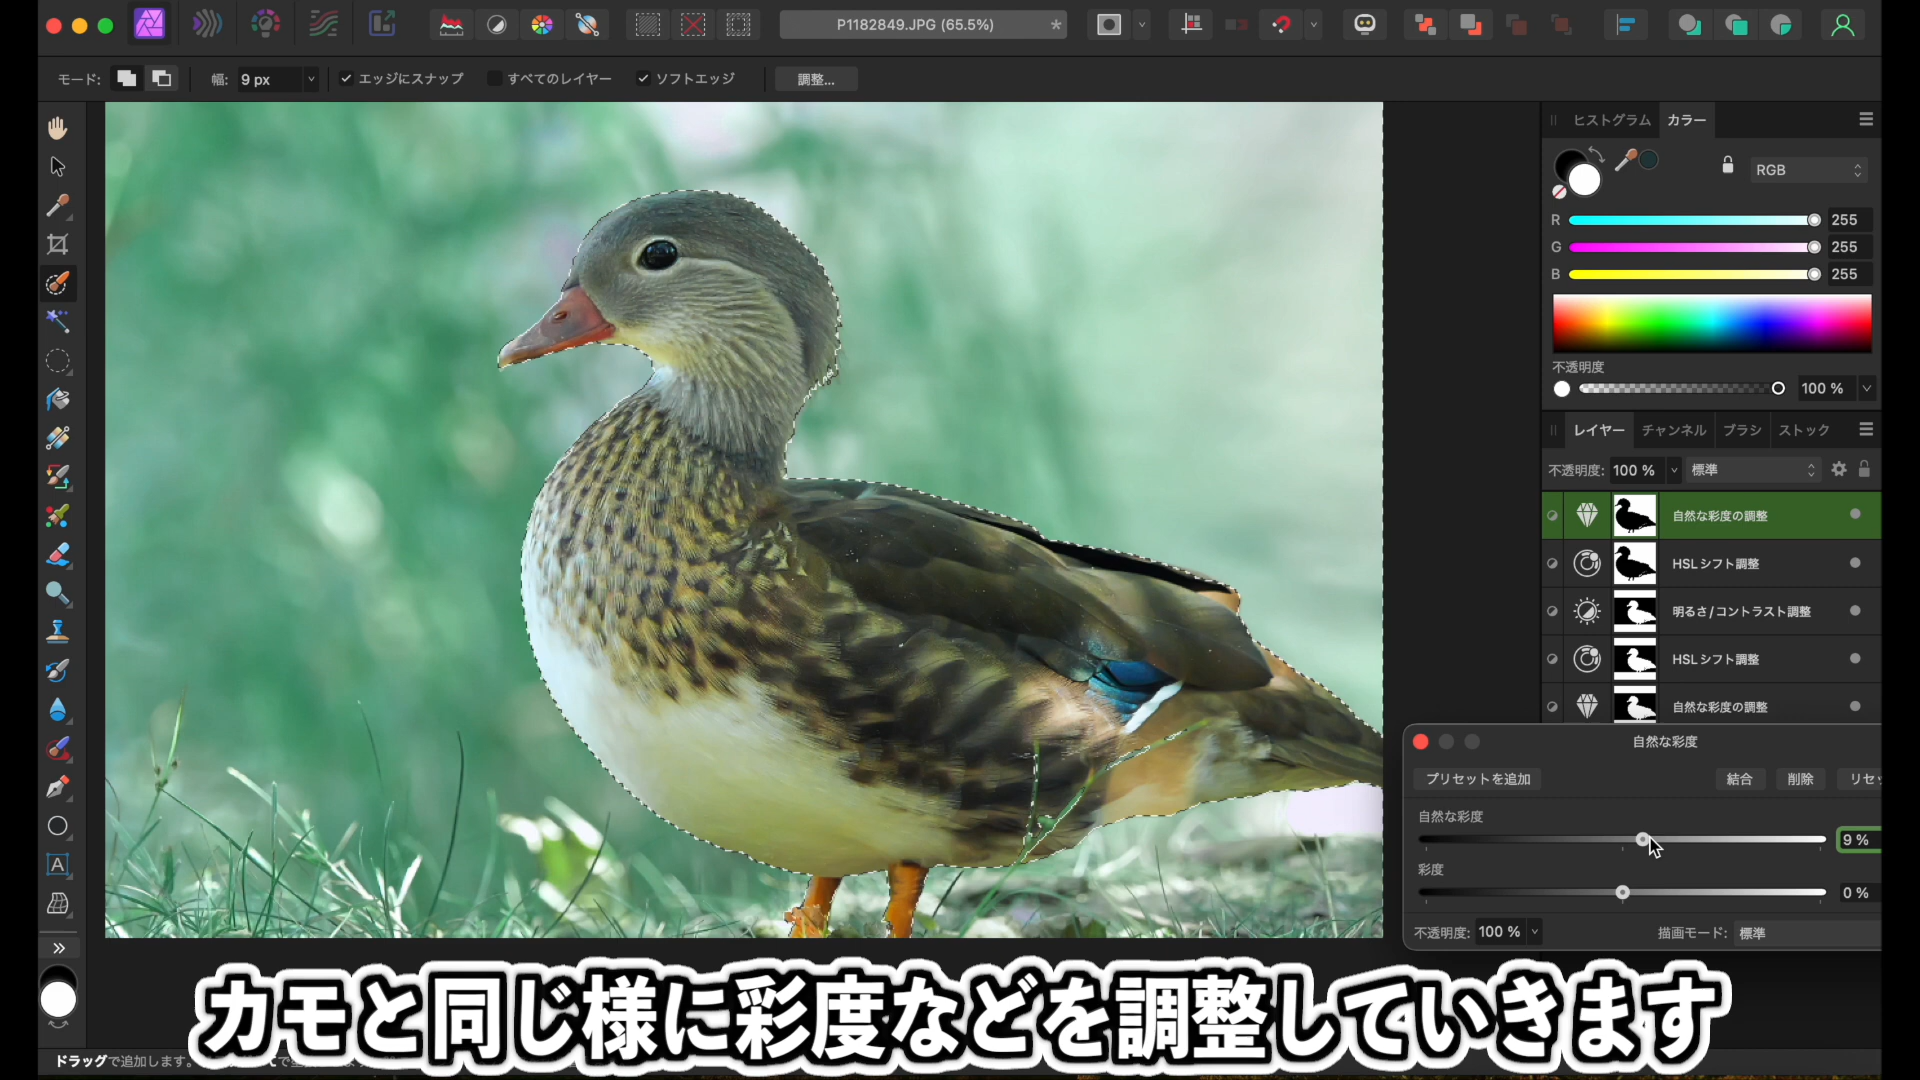 P1182849.JPG (65.5%)
*
モード:
幅: 9 px
エッジにスナップ
すべてのレイヤー
ソフトエッジ
調整...
ヒストグラム
カラー
RGB
R 255
G 255
B 255
不透明度
100 %
レイヤー
チャンネル
ブラシ
ストック
不透明度: 100 %
標準
自然な彩度の調整
HSL シフト調整
明るさ / コントラスト調整
HSL シフト調整
自然な彩度の調整
自然な彩度
プリセットを追加
結合
削除
リセッ
自然な彩度
9 %
彩度
0 %
不透明度: 100 %
描画モード: 標準
A
カモと同じ様に彩度などを調整していきます
ドラッグで追加します。